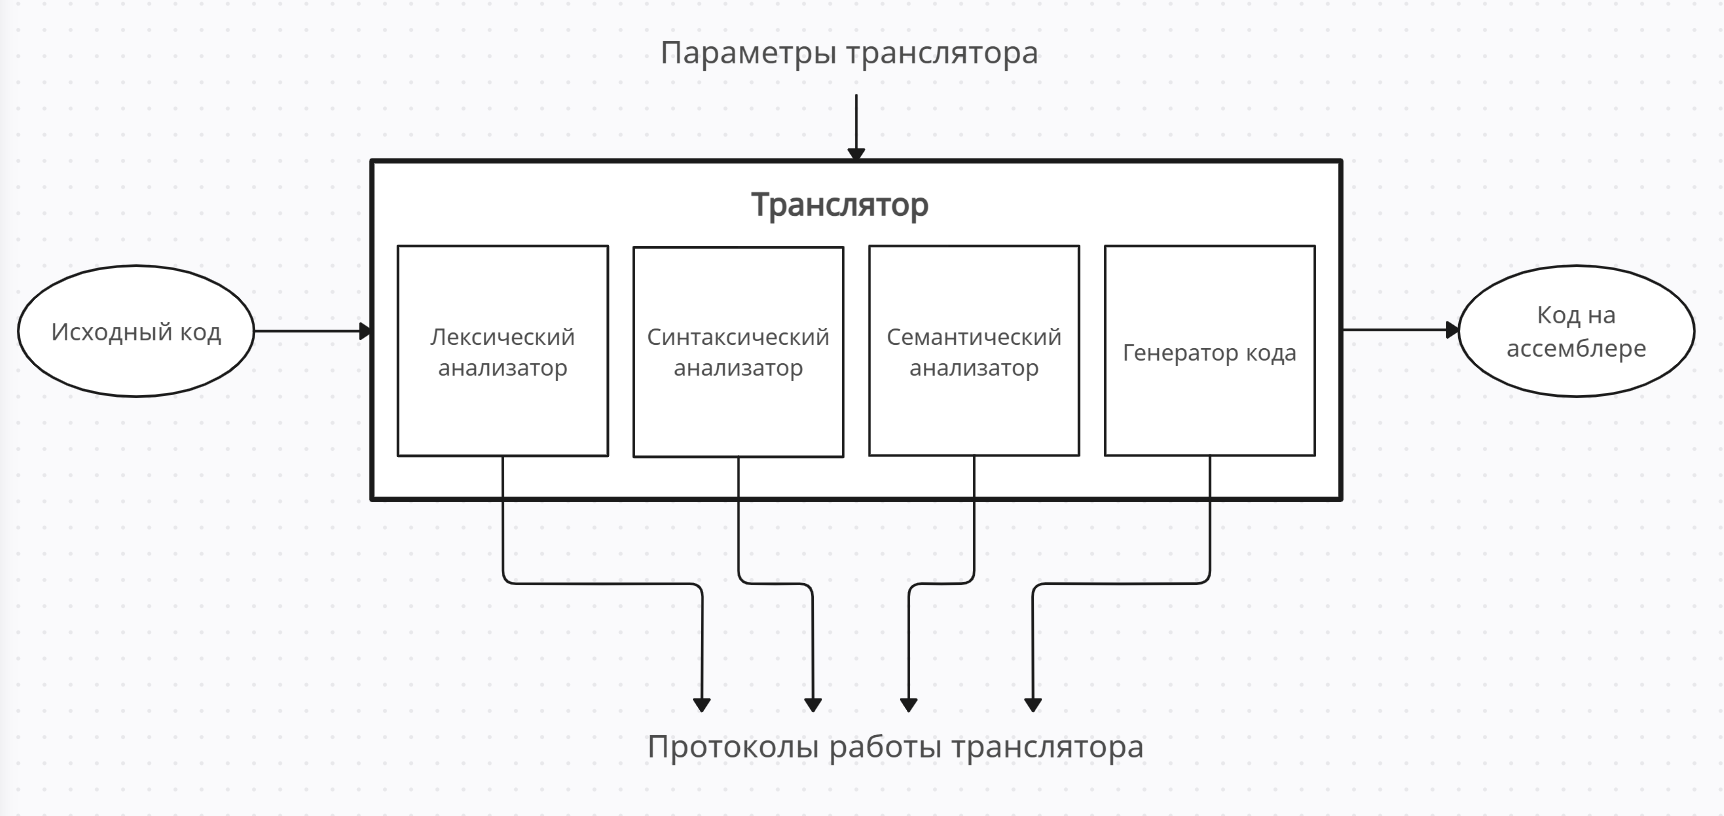 Параметры транслятора
Транслятор
Исходный код
Лексический
анализатор
Синтаксический
анализатор
Семантический
анализатор
Генератор кода
Код на
ассемблере
Протоколы работы транслятора